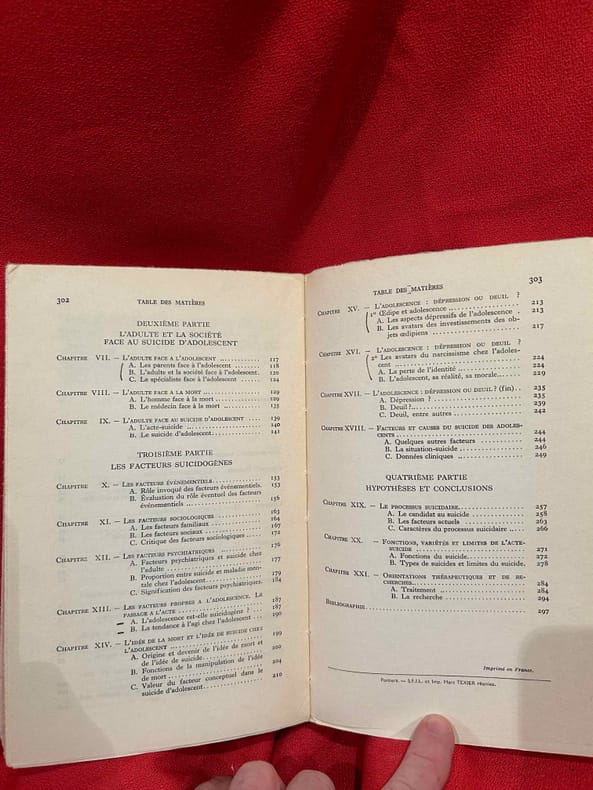 302
TABLE DES MATIÈRES
DEUXIÈME PARTIE
L'ADULTE ET LA SOCIÉTÉ
FACE AU SUICIDE D'ADOLESCENT
CHAPITRE VII. — L'ADULTE FACE A L'ADOLESCENT .............. 117
A. Les parents face à l'adolescent ............ 118
B. L'adulte et la société face à l'adolescent. 120
C. Le spécialiste face à l'adolescent ........ 124
CHAPITRE VIII. — L'ADULTE FACE A LA MORT .................. 129
A. L'homme face à la mort .................. 129
B. Le médecin face à la mort .............. 135
CHAPITRE IX. — L'ADULTE FACE AU SUICIDE D'ADOLESCENT ...... 139
A. L'acte-suicide .......................... 140
B. Le suicide d'adolescent.................. 141
TROISIÈME PARTIE
LES FACTEURS SUICIDOGÈNES
CHAPITRE X. — LES FACTEURS ÉVÉNEMENTIELS ................ 153
A. Rôle invoqué des facteurs événementiels. 153
B. Évaluation du rôle éventuel des facteurs
événementiels .......................... 156
CHAPITRE XI. — LES FACTEURS SOCIOLOGIQUES ................ 163
A. Les facteurs familiaux .................. 164
B. Les facteurs sociaux .................... 172
C. Critique des facteurs sociologiques ......
CHAPITRE XII. — LES FACTEURS PSYCHIATRIQUES .............. 176
A. Facteurs psychiatriques et suicide chez
l'adulte .............................. 177
B. Proportion entre suicide et maladie men-
tale chez l'adolescent.................... 179
C. Signification des facteurs psychiatriques. 184
CHAPITRE XIII. — LES FACTEURS PROPRES A L'ADOLESCENCE. LE
PASSAGE A L'ACTE ........................ 187
A. L'adolescence est-elle suicidogène ? ...... 187
B. La tendance à l'agi chez l'adolescent .... 190
CHAPITRE XIV. — L'IDÉE DE LA MORT ET L'IDÉE DE SUICIDE CHEZ
L'ADOLESCENT .......................... 199
A. Origine et devenir de l'idée de mort et
de l'idée de suicide.................... 200
B. Fonctions de la manipulation de l'idée
de mort .............................. 204
C. Valeur du facteur conceptuel dans le
suicide d'adolescent.................... 210
TABLE DES MATIÈRES
303
CHAPITRE XV. — L'ADOLESCENCE : DÉPRESSION OU DEUIL ?
1° Œdipe et adolescence.................... 213
A. Les aspects dépressifs de l'adolescence . 213
B. Les avatars des investissements des ob-
jets œdipiens .......................... 217
CHAPITRE XVI. — L'ADOLESCENCE : DÉPRESSION OU DEUIL ?
2° Les avatars du narcissisme chez l'adoles-
cent .................................. 224
A. La perte de l'identité.................... 224
B. L'adolescent, sa réalité, sa morale........ 229
CHAPITRE XVII. — L'ADOLESCENCE : DÉPRESSION OU DEUIL ? (fin).. 235
A. Dépression ? .......................... 235
B. Deuil?.................................. 239
C. Deuil, entre autres ...................... 242
CHAPITRE XVIII. — FACTEURS ET CAUSES DU SUICIDE DES ADOLES-
CENTS .................................. 244
A. Quelques autres facteurs ................ 244
B. La situation-suicide .................... 246
C. Données cliniques ...................... 249
QUATRIÈME PARTIE
HYPOTHÈSES ET CONCLUSIONS
CHAPITRE XIX. — LE PROCESSUS SUICIDAIRE.................. 257
A. Le candidat au suicide .................. 258
B. Les facteurs actuels .................... 263
C. Caractères du processus suicidaire ...... 266
CHAPITRE XX. — FONCTIONS, VARIÉTÉS ET LIMITES DE L'ACTE-
SUICIDE ................................ 271
A. Fonctions du suicide.................... 272
B. Types de suicides et limites du suicide. 278
CHAPITRE XXI. — ORIENTATIONS THÉRAPEUTIQUES ET DE RE-
CHERCHES.............................. 284
A. Traitement ............................ 284
B. La recherche .......................... 294
BIBLIOGRAPHIE.......................................... 297
Imprimé en France.
Poitiers. — S.F.I.L. et Imp. Marc TEXIER réunies.